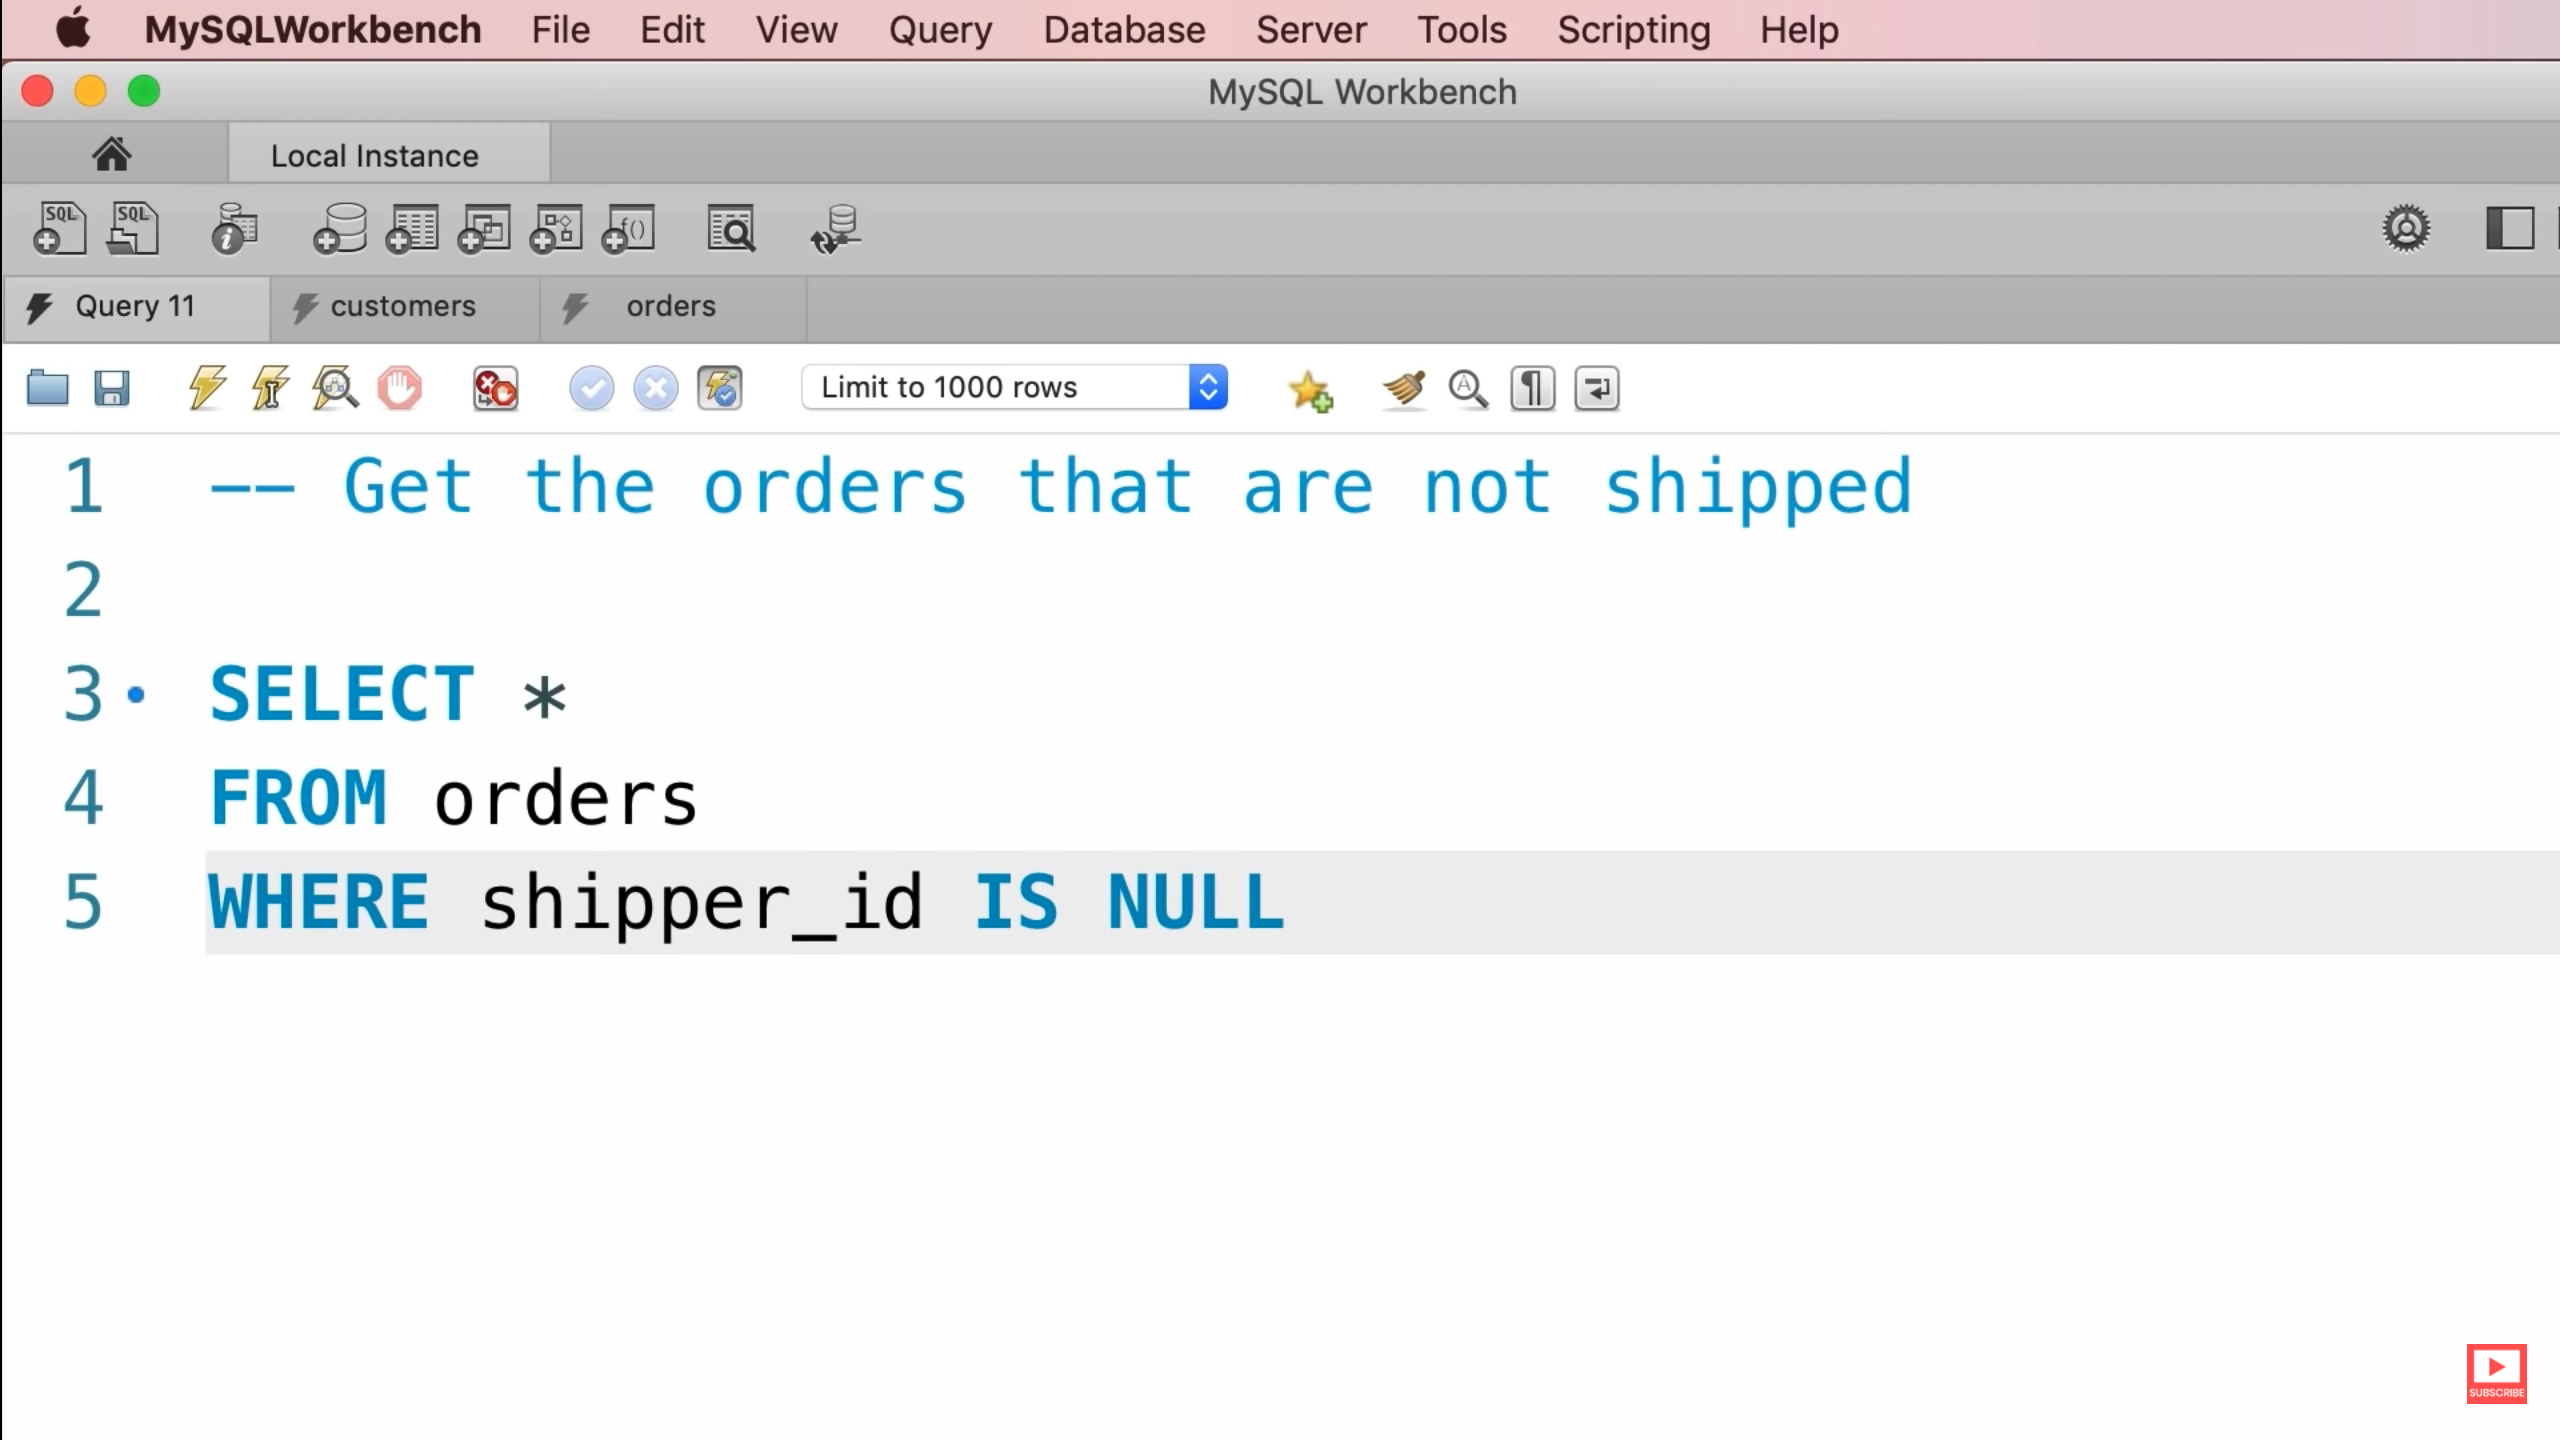 MySQLWorkbench File Edit View Query Database Server Tools Scripting Help
MySQL Workbench
Local Instance
SQL SQL f()
Query 11 customers orders
Limit to 1000 rows
1 -- Get the orders that are not shipped
2
3 SELECT *
4 FROM orders
5 WHERE shipper_id IS NULL
SUBSCRIBE